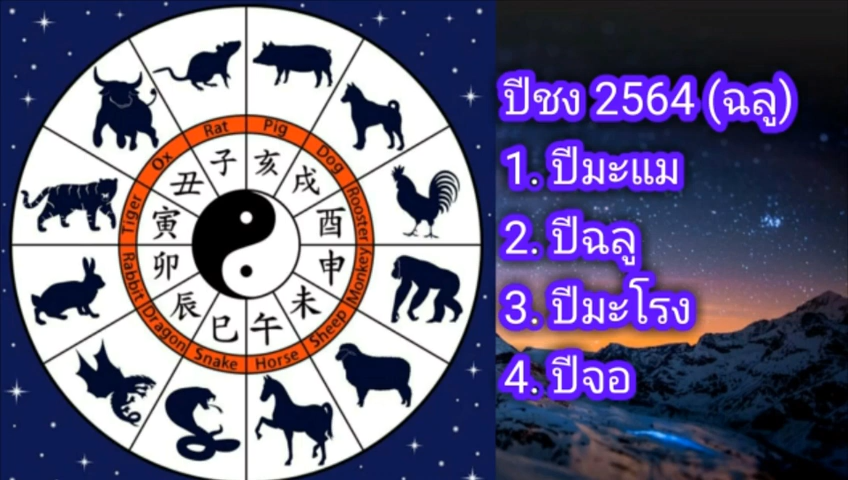 ปีชง 2564 (ฉลู)
1. ปีมะแม
2. ปีฉลู
3. ปีมะโรง
4. ปีจอ
Rat
Pig
Dog
Rooster
Monkey
Sheep
Horse
Snake
Dragon
Rabbit
Tiger
Ox
子
亥
戌
酉
申
未
午
巳
辰
卯
寅
丑